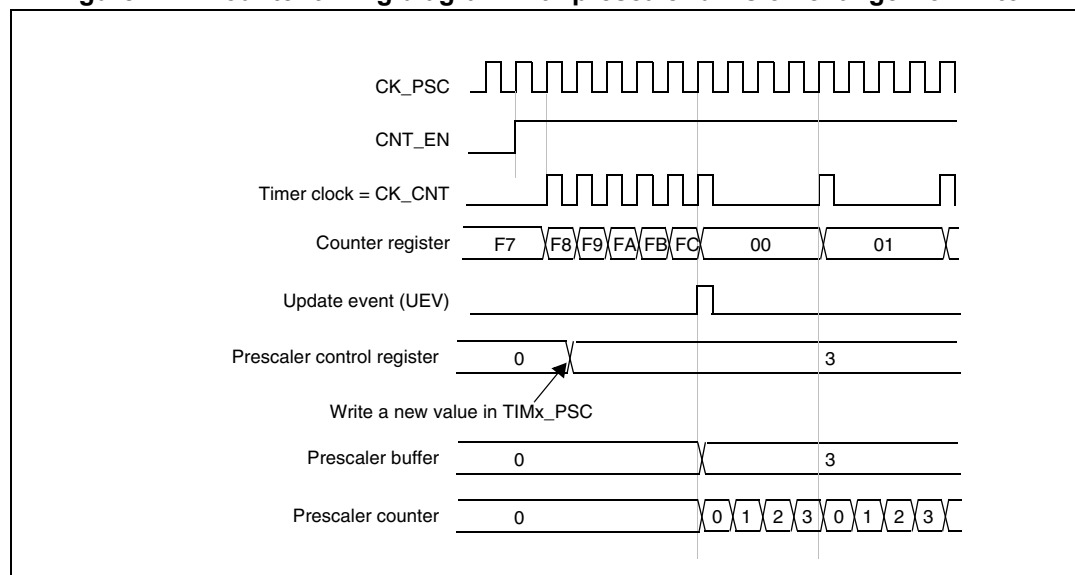 CK_PSC
CNT_EN
Timer clock = CK_CNT
Counter register F7 F8 F9 FA FB FC 00 01
Update event (UEV)
Prescaler control register 0 3
Write a new value in TIMx_PSC
Prescaler buffer 0 3
Prescaler counter 0 0 1 2 3 0 1 2 3